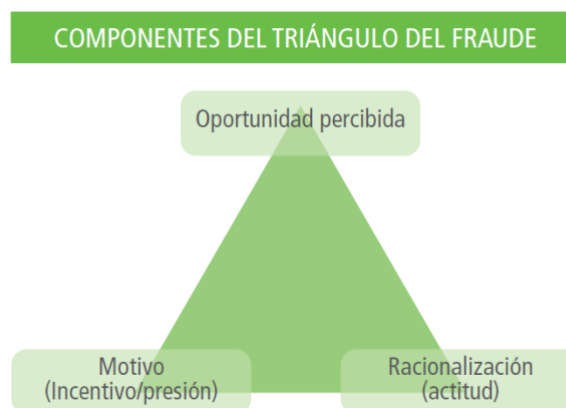 COMPONENTES DEL TRIÁNGULO DEL FRAUDE
Oportunidad percibida
Motivo
(Incentivo/presión)
Racionalización
(actitud)